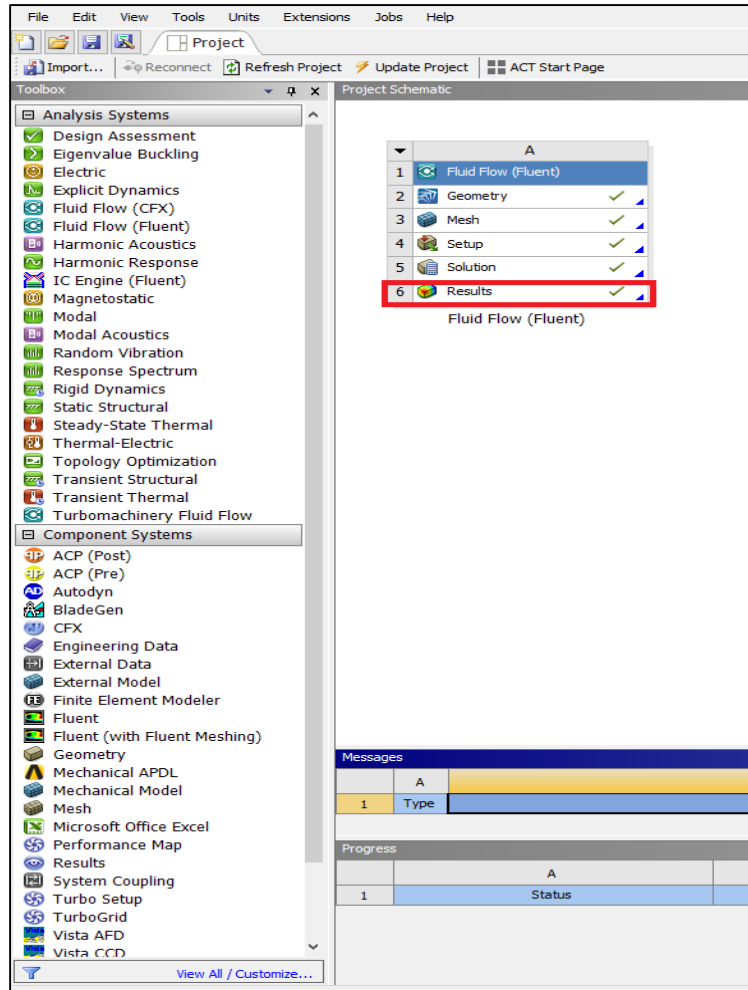 File Edit View Tools Units Extensions Jobs Help
Project
Import... Reconnect Refresh Project Update Project ACT Start Page
Toolbox
Analysis Systems
Design Assessment
Eigenvalue Buckling
Electric
Explicit Dynamics
Fluid Flow (CFX)
Fluid Flow (Fluent)
Harmonic Acoustics
Harmonic Response
IC Engine (Fluent)
Magnetostatic
Modal
Modal Acoustics
Random Vibration
Response Spectrum
Rigid Dynamics
Static Structural
Steady-State Thermal
Thermal-Electric
Topology Optimization
Transient Structural
Transient Thermal
Turbomachinery Fluid Flow
Component Systems
ACP (Post)
ACP (Pre)
Autodyn
BladeGen
CFX
Engineering Data
External Data
External Model
Finite Element Modeler
Fluent
Fluent (with Fluent Meshing)
Geometry
Mechanical APDL
Mechanical Model
Mesh
Microsoft Office Excel
Performance Map
Results
System Coupling
Turbo Setup
TurboGrid
Vista AFD
Vista CCD
View All / Customize...
Project Schematic
A
1 Fluid Flow (Fluent)
2 Geometry
3 Mesh
4 Setup
5 Solution
6 Results
Fluid Flow (Fluent)
Messages
A
1 Type
Progress
A
1 Status